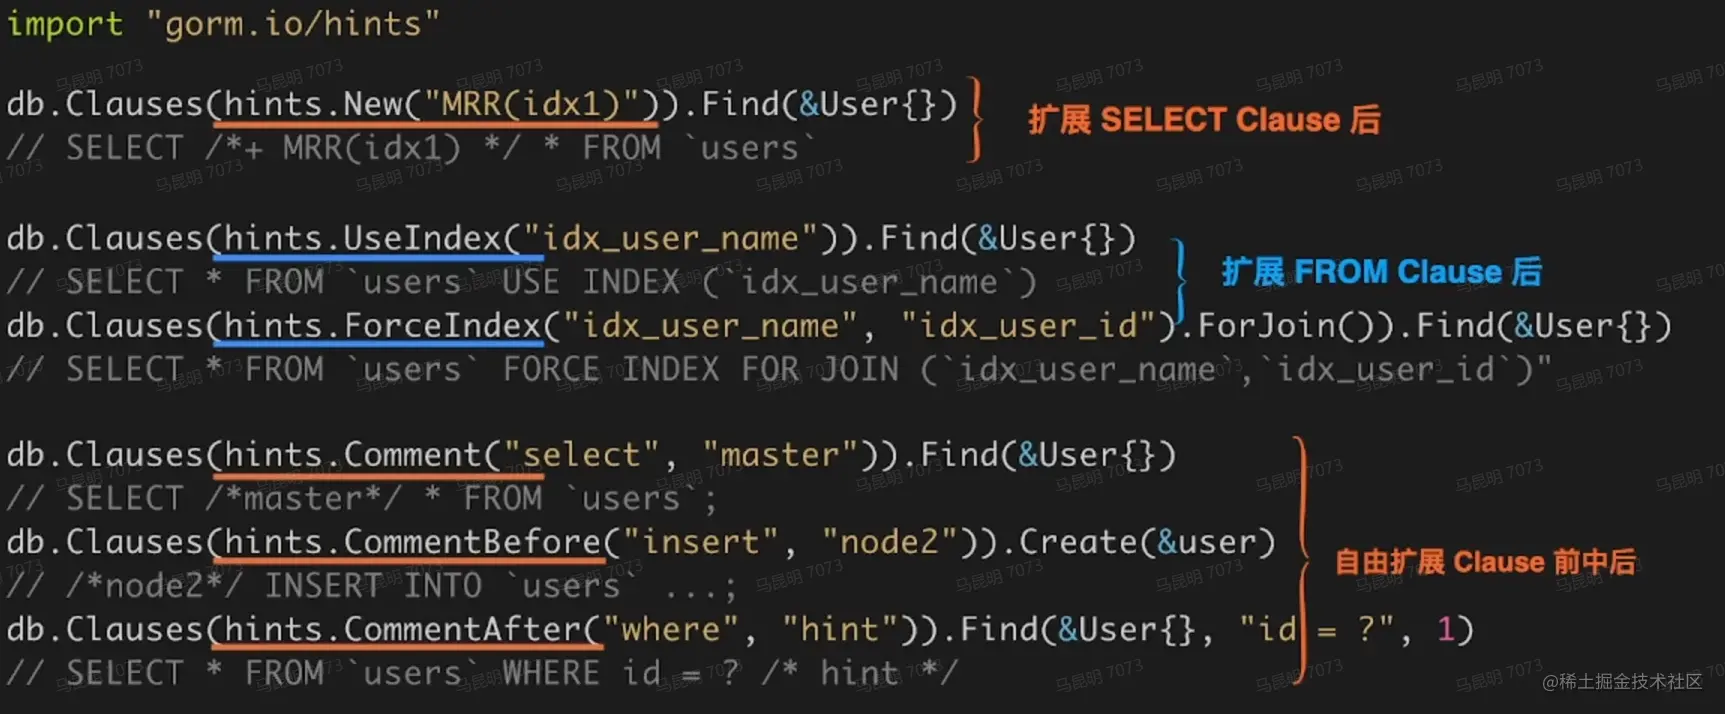 import "gorm.io/hints"
db.Clauses(hints.New("MRR(idx1)")).Find(&User{})
扩展 SELECT Clause 后
// SELECT /*+ MRR(idx1) */ * FROM `users`
db.Clauses(hints.UseIndex("idx_user_name")).Find(&User{})
扩展 FROM Clause 后
// SELECT * FROM `users` USE INDEX (`idx_user_name`)
db.Clauses(hints.ForceIndex("idx_user_name", "idx_user_id").ForJoin()).Find(&User{})
// SELECT * FROM `users` FORCE INDEX FOR JOIN (`idx_user_name`,`idx_user_id`)"
db.Clauses(hints.Comment("select", "master")).Find(&User{})
// SELECT /*master*/ * FROM `users`;
db.Clauses(hints.CommentBefore("insert", "node2")).Create(&user)
自由扩展 Clause 前中后
// /*node2*/ INSERT INTO `users` ...;
db.Clauses(hints.CommentAfter("where", "hint")).Find(&User{}, "id = ?", 1)
// SELECT * FROM `users` WHERE id = ? /* hint */
@稀土掘金技术社区
马昆明 7073